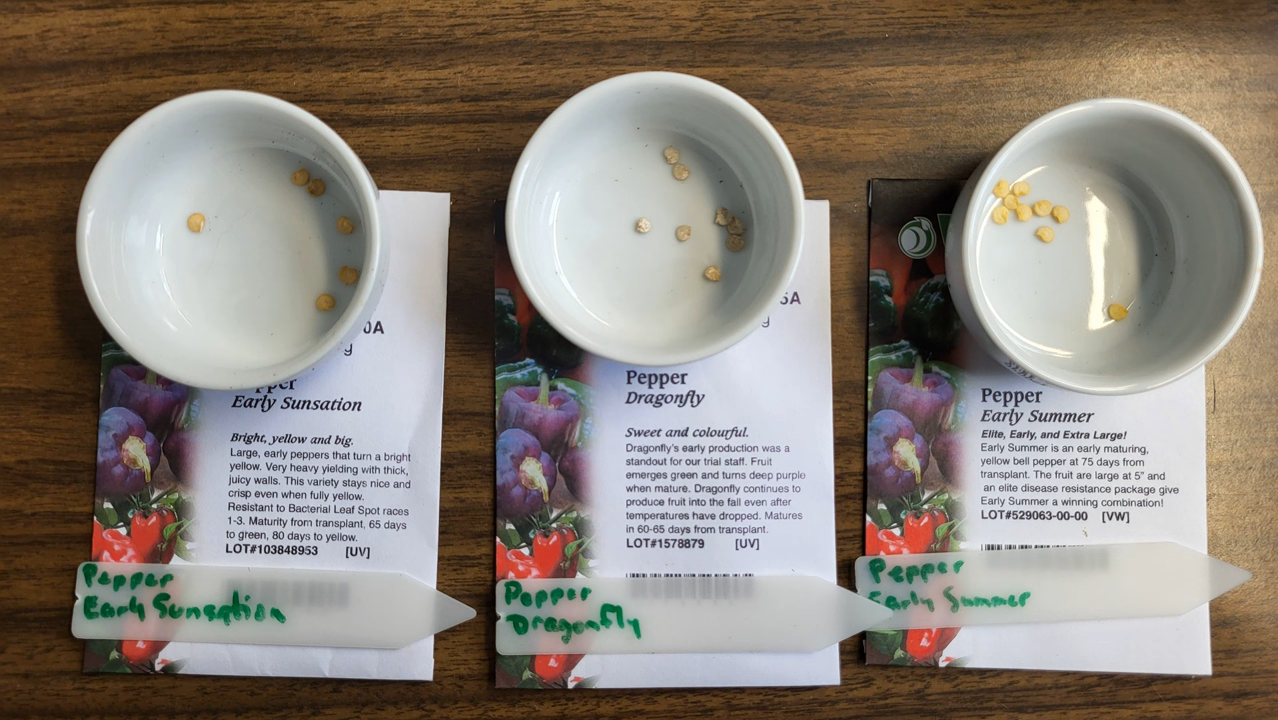 0A
g
pper
Early Sunsation
Bright, yellow and big.
Large, early peppers that turn a bright
yellow. Very heavy yielding with thick,
juicy walls. This variety stays nice and
crisp even when fully yellow.
Resistant to Bacterial Leaf Spot races
1-3. Maturity from transplant, 65 days
to green, 80 days to yellow.
LOT#103848953 [UV]
Pepper
Early Sunsation
5A
g
Pepper
Dragonfly
Sweet and colourful.
Dragonfly's early production was a
standout for our trial staff. Fruit
emerges green and turns deep purple
when mature. Dragonfly continues to
produce fruit into the fall even after
temperatures have dropped. Matures
in 60-65 days from transplant.
LOT#1578879 [UV]
Pepper
Dragonfly
Pepper
Early Summer
Elite, Early, and Extra Large!
Early Summer is an early maturing,
yellow bell pepper at 75 days from
transplant. The fruit are large at 5" and
an elite disease resistance package give
Early Summer a winning combination!
LOT#529063-00-00 [VW]
Pepper
Early Summer